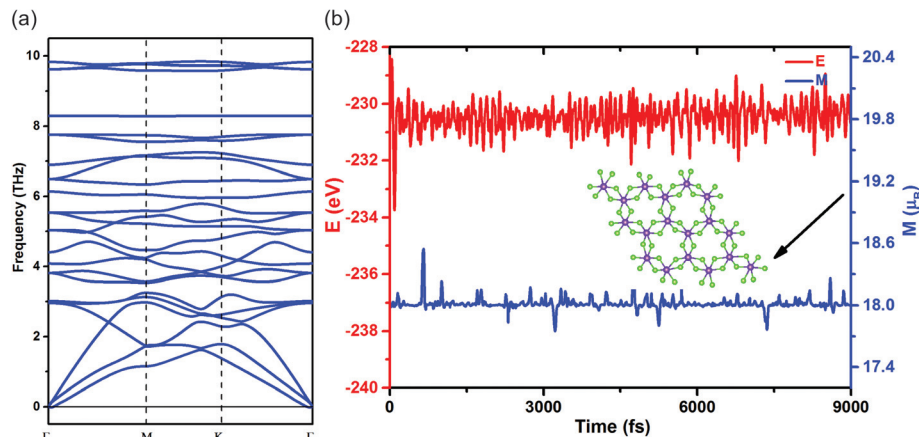 (a)
10
8
6
4
2
0
Frequency (THz)
Γ M K Γ
(b)
-228
-230
-232
-234
-236
-238
-240
E (eV)
E
M
20.4
19.8
19.2
18.6
18.0
17.4
M (μB)
0 3000 6000 9000
Time (fs)